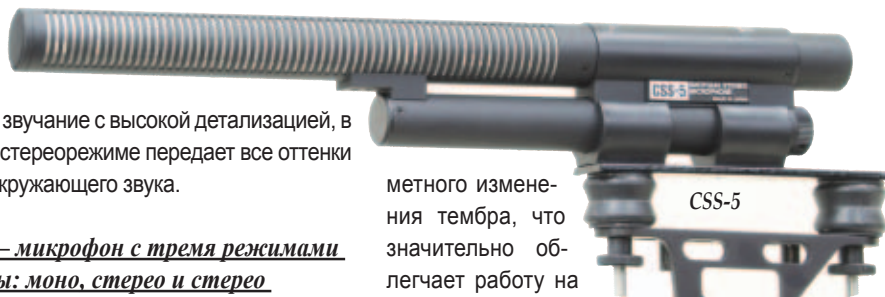 звучание с высокой детализацией, в
стереорежиме передает все оттенки
кружающего звука.
– микрофон с тремя режимами
ы: моно, стерео и стерео
метного измене-
ния тембра, что
значительно об-
легчает работу на
CSS-5
CSS-5